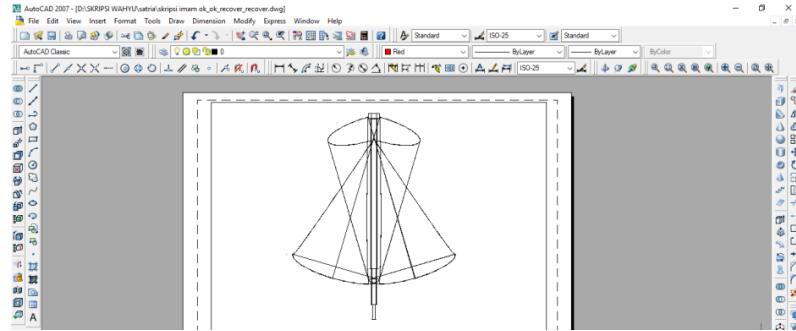 AutoCAD 2007 - [D:\SKRIPSI WAHYU\satria\skripsi imam ok_ok_recover_recover.dwg]
File Edit View Insert Format Tools Draw Dimension Modify Express Window Help
Standard ISO-25 Standard
AutoCAD Classic 0 Red ByLayer ByLayer ByColor
ISO-25
A